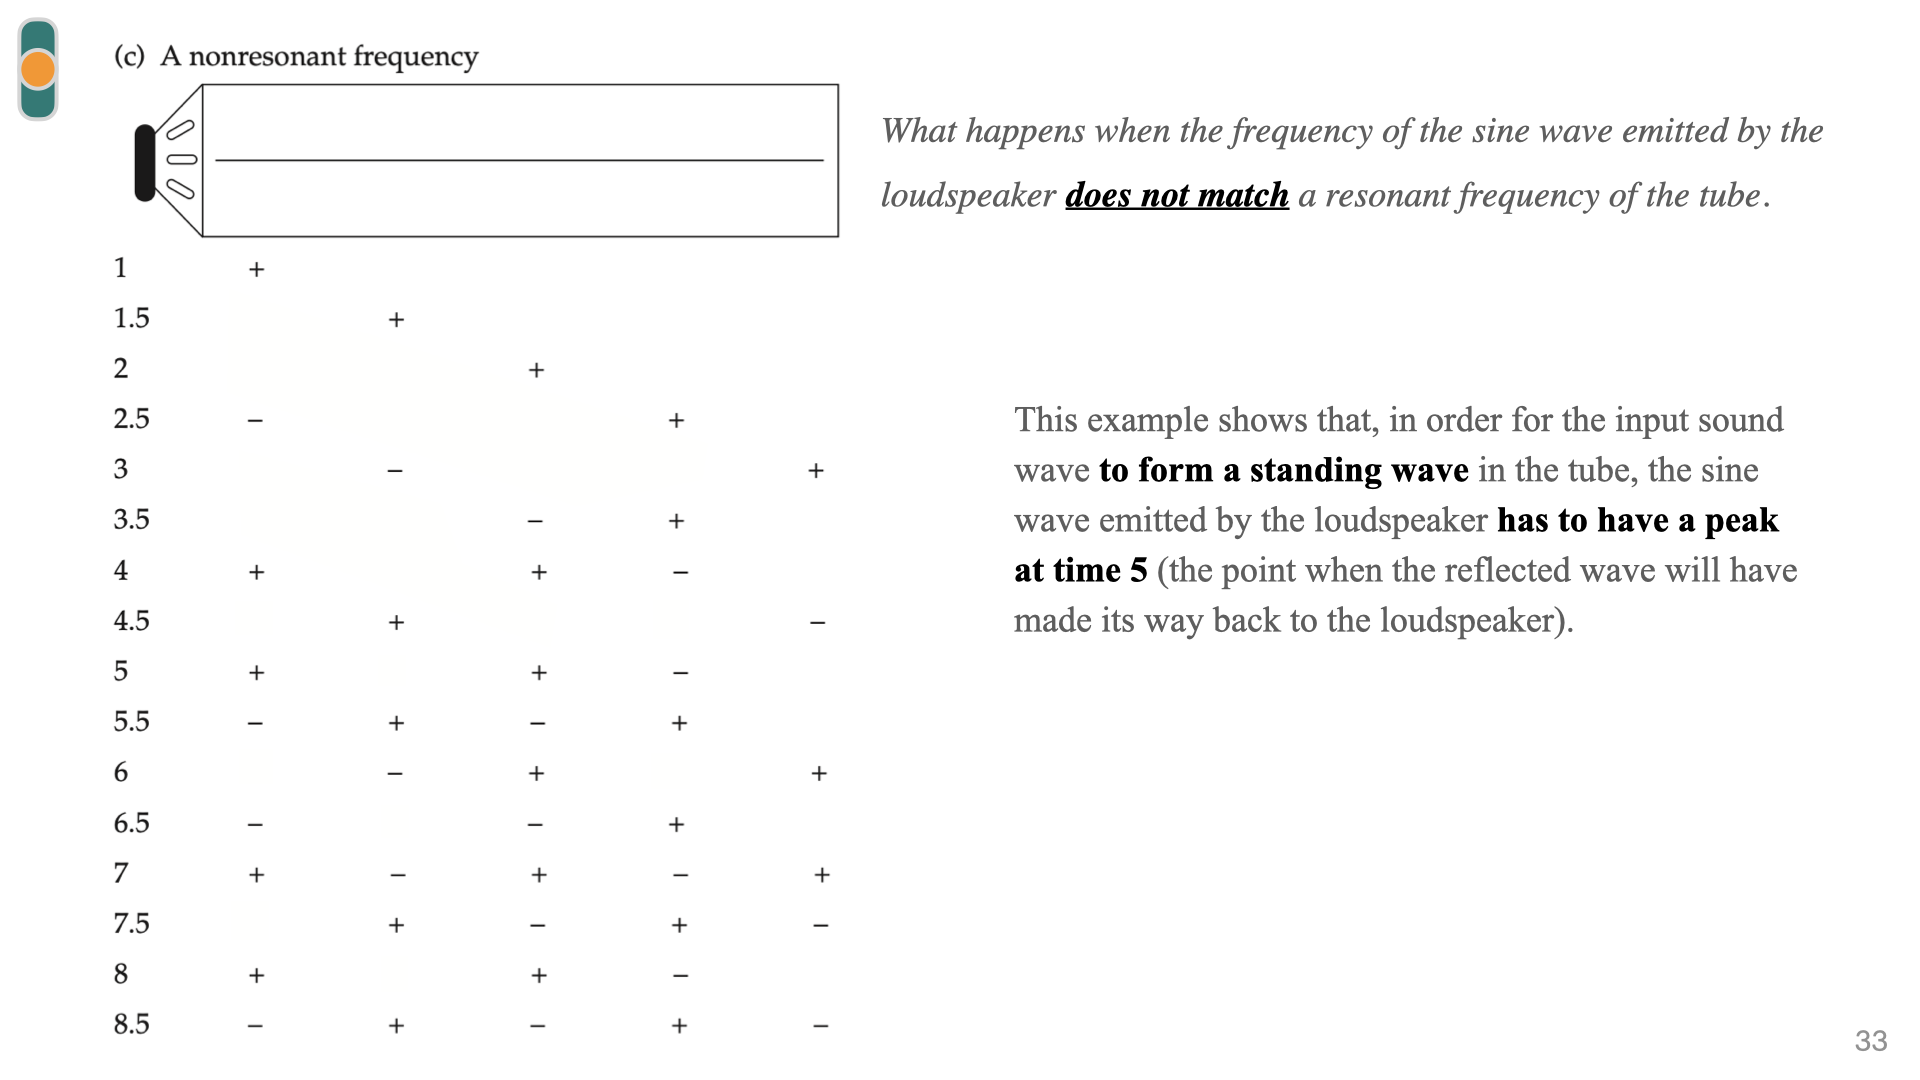 (c) A nonresonant frequency
What happens when the frequency of the sine wave emitted by the
loudspeaker does not match a resonant frequency of the tube.
1 +
1.5 +
2 +
2.5 – +
3 – +
3.5 – +
4 + + –
4.5 + –
5 + + –
5.5 – + – +
6 – + +
6.5 – – +
7 + – + – +
7.5 + – + –
8 + + –
8.5 – + – + –
This example shows that, in order for the input sound
wave to form a standing wave in the tube, the sine
wave emitted by the loudspeaker has to have a peak
at time 5 (the point when the reflected wave will have
made its way back to the loudspeaker).
33